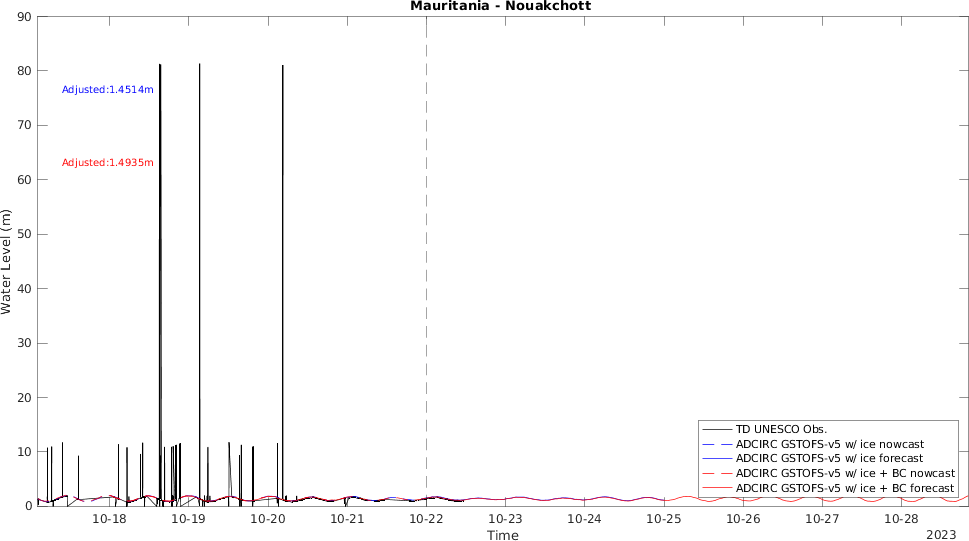 Mauritania - Nouakchott
90
80
70
60
50
40
30
20
10
0
Water Level (m)
Adjusted:1.4514m
Adjusted:1.4935m
TD UNESCO Obs.
ADCIRC GSTOFS-v5 w/ ice nowcast
ADCIRC GSTOFS-v5 w/ ice forecast
ADCIRC GSTOFS-v5 w/ ice + BC nowcast
ADCIRC GSTOFS-v5 w/ ice + BC forecast
10-18 10-19 10-20 10-21 10-22 10-23 10-24 10-25 10-26 10-27 10-28
Time
2023